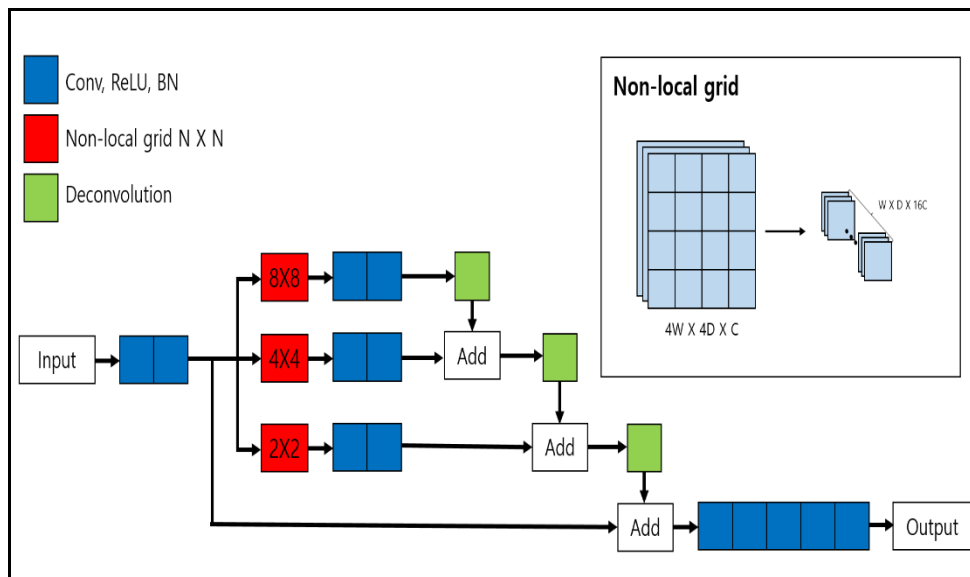 Conv, ReLU, BN
Non-local grid N X N
Deconvolution
Non-local grid
W X D X 16C
4W X 4D X C
8X8
Input
4X4
Add
2X2
Add
Add
Output